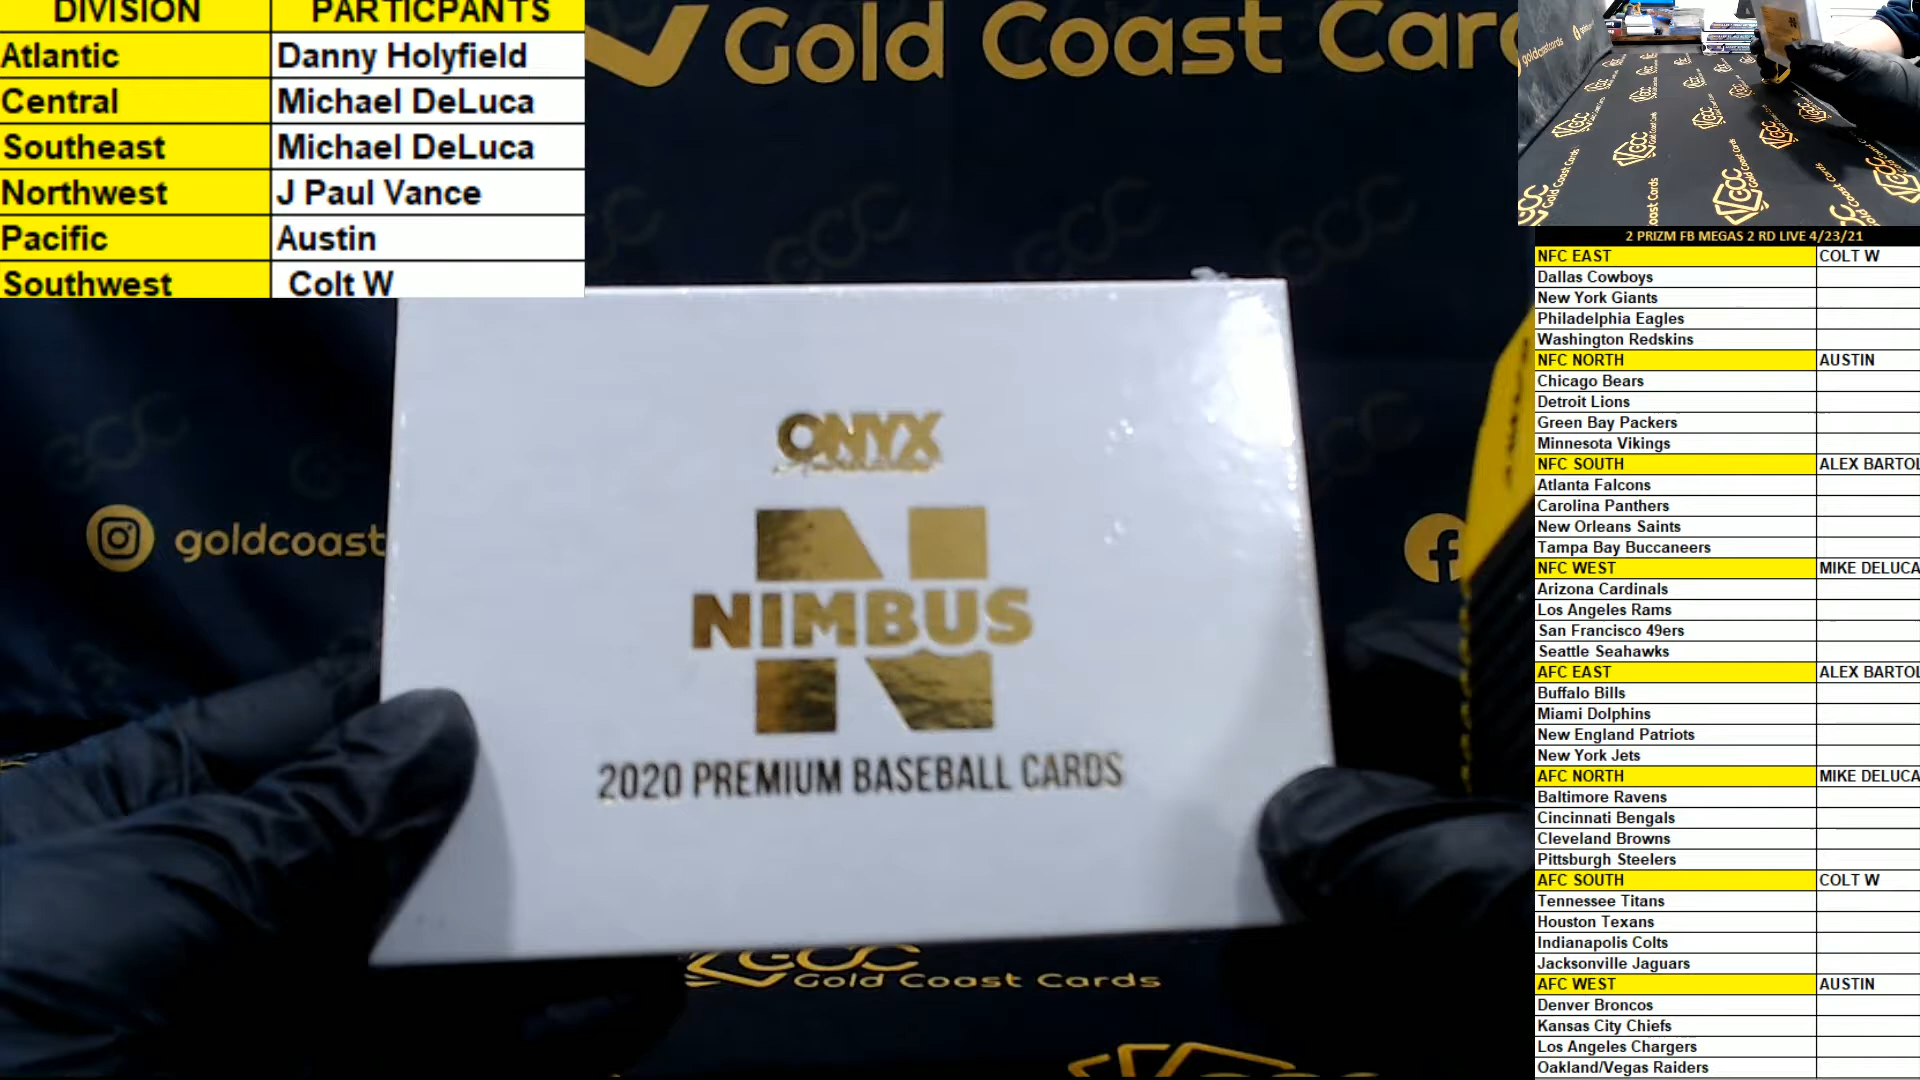 DIVISION PARTICPANTS
Atlantic Danny Holyfield
Central Michael DeLuca
Southeast Michael DeLuca
Northwest J Paul Vance
Pacific Austin
Southwest Colt W
Gold Coast Car
goldcoast
ONYX
NIMBUS
2020 PREMIUM BASEBALL CARDS
GCC
Gold Coast Cards
goldcoastcards
2 PRIZM FB MEGAS 2 RD LIVE 4/23/21
NFC EAST COLT W
Dallas Cowboys
New York Giants
Philadelphia Eagles
Washington Redskins
NFC NORTH AUSTIN
Chicago Bears
Detroit Lions
Green Bay Packers
Minnesota Vikings
NFC SOUTH ALEX BARTOL
Atlanta Falcons
Carolina Panthers
New Orleans Saints
Tampa Bay Buccaneers
NFC WEST MIKE DELUCA
Arizona Cardinals
Los Angeles Rams
San Francisco 49ers
Seattle Seahawks
AFC EAST ALEX BARTOL
Buffalo Bills
Miami Dolphins
New England Patriots
New York Jets
AFC NORTH MIKE DELUCA
Baltimore Ravens
Cincinnati Bengals
Cleveland Browns
Pittsburgh Steelers
AFC SOUTH COLT W
Tennessee Titans
Houston Texans
Indianapolis Colts
Jacksonville Jaguars
AFC WEST AUSTIN
Denver Broncos
Kansas City Chiefs
Los Angeles Chargers
Oakland/Vegas Raiders